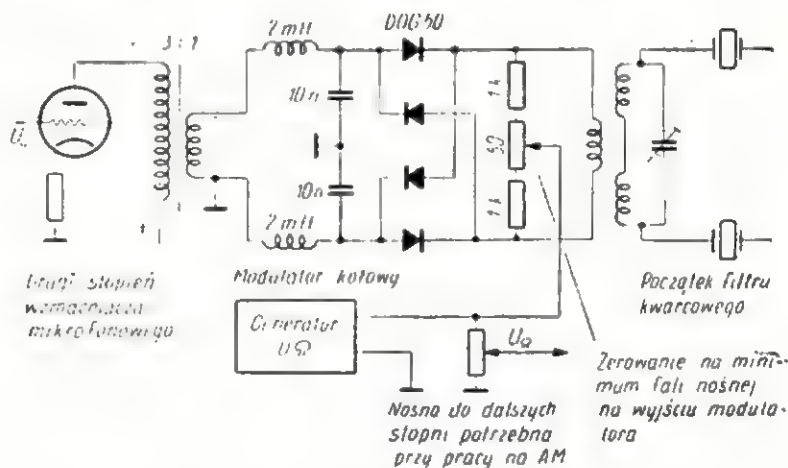 DOG50
3:1
2 mH
10n
1k
50
10n
1k
2 mH
Drugi stopień
wzmacniacza
mikrofonowego
Modulator kołowy
Początek filtru
kwarcowego
Generator
UΩ
UΩ
Zerowanie na mini-
mum fali nośnej
na wyjściu modula-
tora
Nośna do dalszych
stopni potrzebna
przy pracy na AM